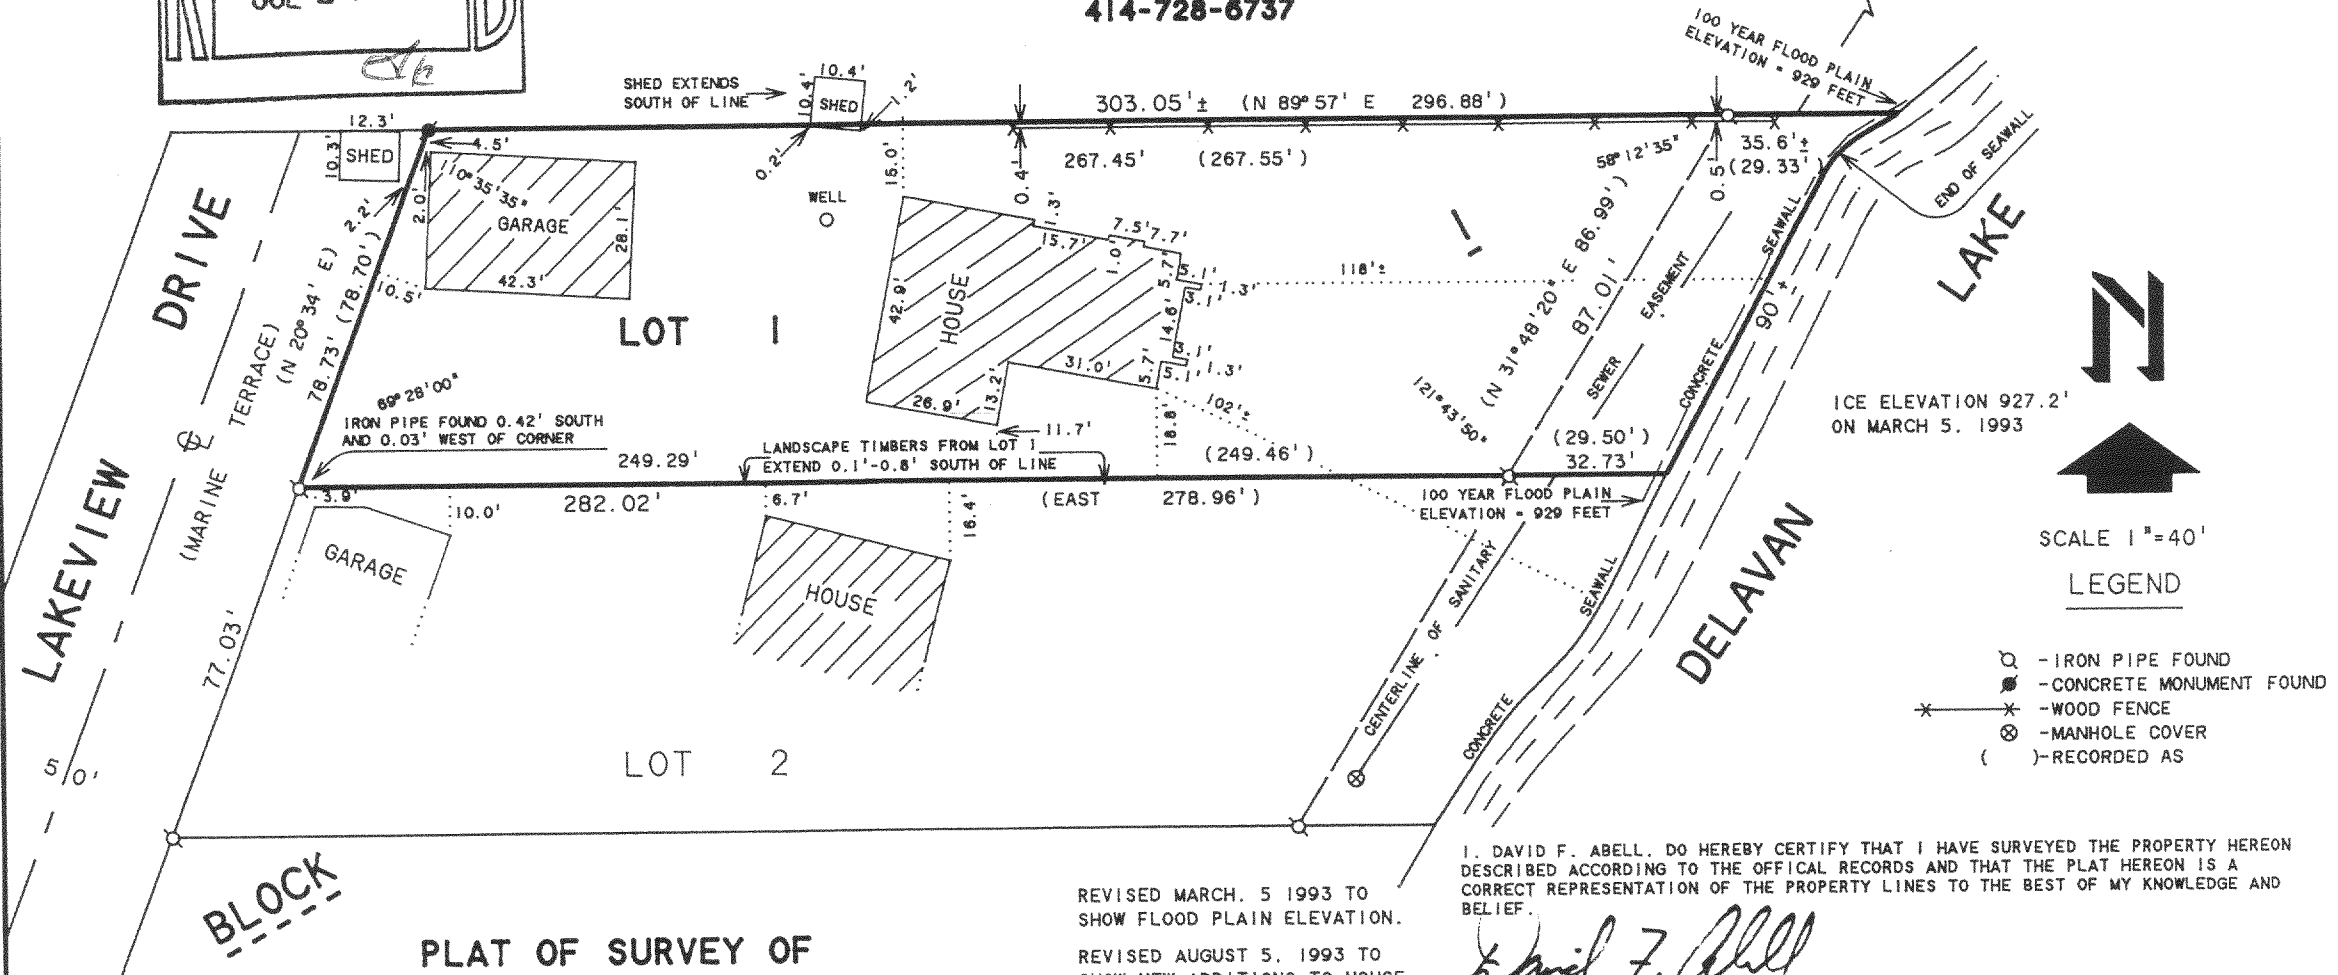 414-728-6737
100 YEAR FLOOD PLAIN
ELEVATION = 929 FEET
SHED EXTENDS
SOUTH OF LINE
10.4'
10.4'
SHED
1.2'
0.2'
303.05'± (N 89°57' E 296.88')
12.3'
10.3'
SHED
4.5'
2.0'
110°35'35"
GARAGE
28.1'
42.3'
10.5'
2.2'
WELL
15.0'
0.4'
267.45' (267.55')
58°12'35"
0.5'
35.6'±
(29.33')
END OF SEAWALL
LAKEVIEW DRIVE
(MARINE TERRACE)
(N 20°34' E)
78.73' (78.70')
69°28'00"
LOT 1
HOUSE
42.9'
1.3'
15.7'
1.0'
7.5'
7.7'
5.7'
5.1'
1.3'
3.1'
14.6'
3.1'
1.3'
5.1'
5.7'
31.0'
13.2'
26.9'
11.7'
18.8'
118'±
102'±
1
(N 31°48'20" E 86.99')
87.01'
121°43'50"
SEWER EASEMENT
CONCRETE SEAWALL
90'±
DELAVAN LAKE
N
ICE ELEVATION 927.2'
ON MARCH 5. 1993
IRON PIPE FOUND 0.42' SOUTH
AND 0.03' WEST OF CORNER
LANDSCAPE TIMBERS FROM LOT 1
EXTEND 0.1'-0.8' SOUTH OF LINE
249.29'
(249.46')
(29.50')
32.73'
282.02'
(EAST 278.96')
100 YEAR FLOOD PLAIN
ELEVATION = 929 FEET
3.9'
10.0'
GARAGE
6.7'
16.4'
HOUSE
77.03'
50'
LOT 2
CENTERLINE OF SANITARY
CONCRETE SEAWALL
SCALE 1"=40'
LEGEND
-IRON PIPE FOUND
-CONCRETE MONUMENT FOUND
-WOOD FENCE
-MANHOLE COVER
( )-RECORDED AS
BLOCK
PLAT OF SURVEY OF
REVISED MARCH. 5 1993 TO
SHOW FLOOD PLAIN ELEVATION.
REVISED AUGUST 5. 1993 TO
SHOW NEW ADDITIONS TO HOUSE
I. DAVID F. ABELL. DO HEREBY CERTIFY THAT I HAVE SURVEYED THE PROPERTY HEREON
DESCRIBED ACCORDING TO THE OFFICAL RECORDS AND THAT THE PLAT HEREON IS A
CORRECT REPRESENTATION OF THE PROPERTY LINES TO THE BEST OF MY KNOWLEDGE AND
BELIEF.
David F. Abell